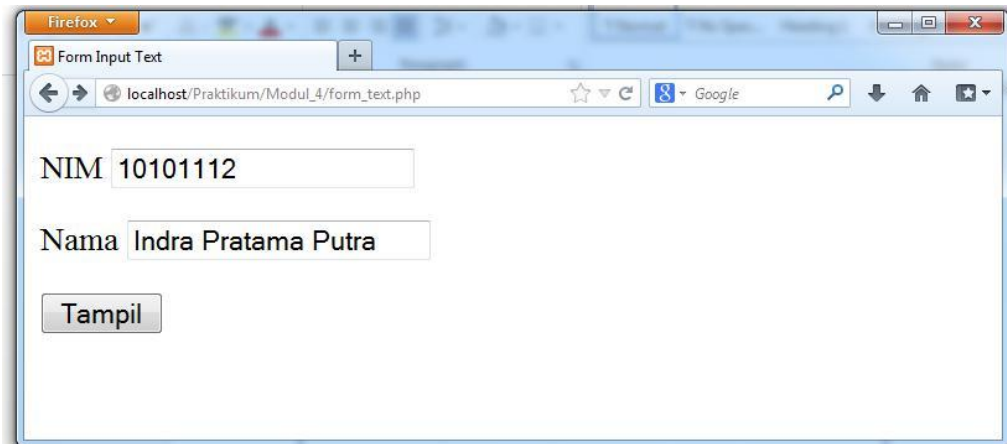 Firefox
Form Input Text
localhost/Praktikum/Modul_4/form_text.php
Google
NIM 10101112
Nama Indra Pratama Putra
Tampil